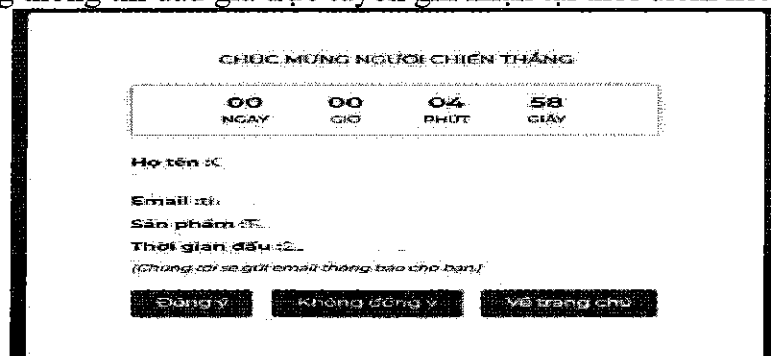 CHÚC MỪNG NGƯỜI CHIẾN THẮNG
00 00 04 58
NGÀY GIỜ PHÚT GIÂY
Họ tên :
Email :
Sản phẩm :
Thời gian đấu :
(Chúng tôi sẽ gửi email thông báo cho bạn)
Đồng ý Không đồng ý Về trang chủ